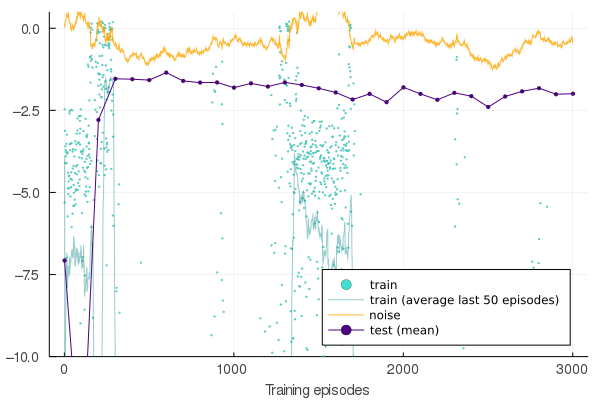 0.0
−2.5
−5.0
−7.5
−10.0
0
1000
2000
3000
Training episodes
train
train (average last 50 episodes)
noise
test (mean)